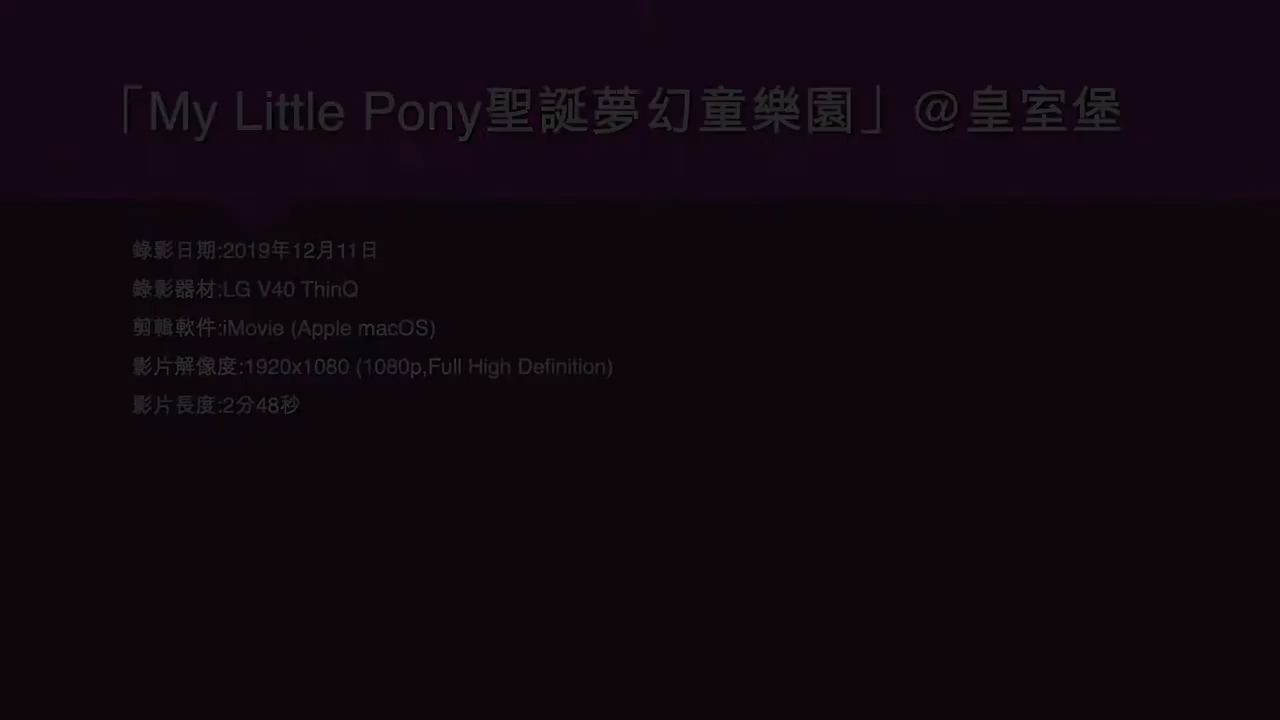 「My Little Pony聖誕夢幻童樂園」@皇室堡
錄影日期:2019年12月11日
錄影器材:LG V40 ThinQ
剪輯軟件:iMovie (Apple macOS)
影片解像度:1920x1080 (1080p,Full High Definition)
影片長度:2分48秒